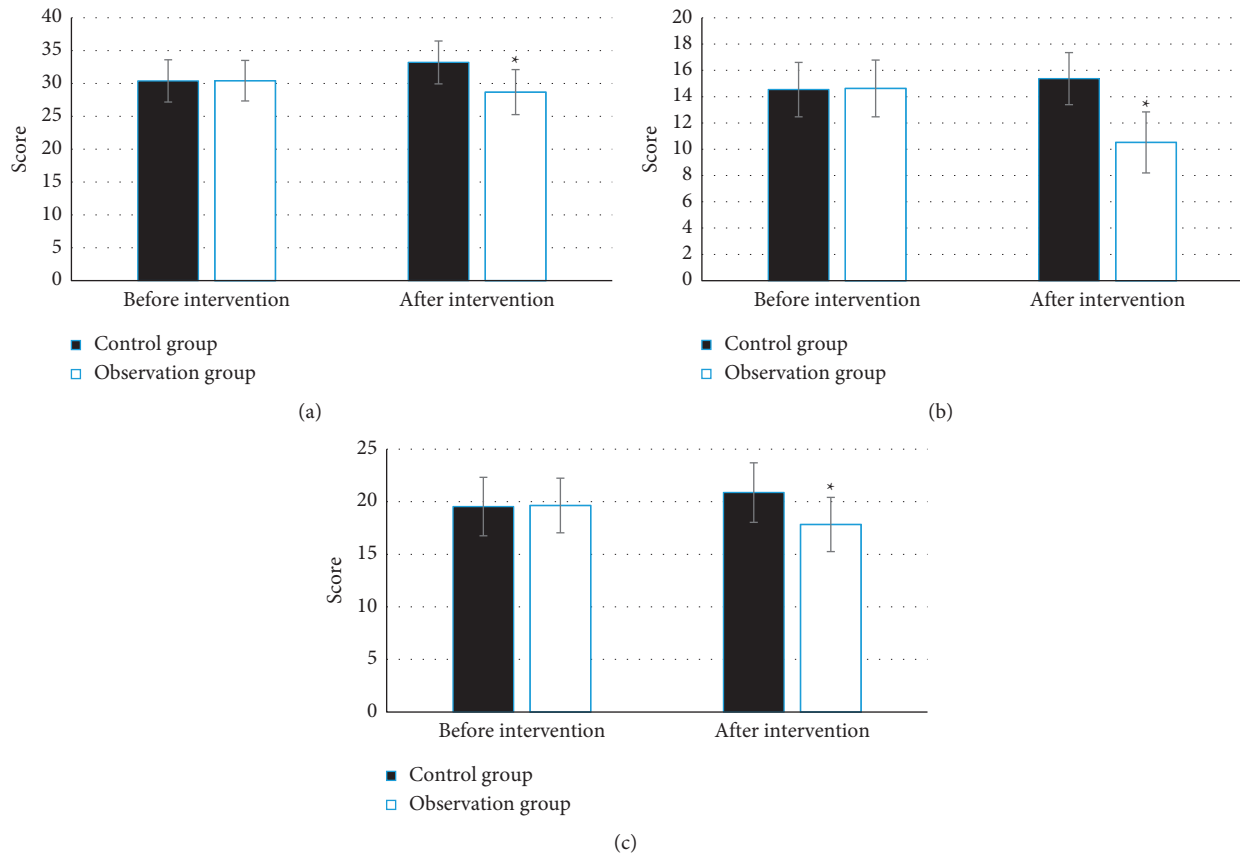 40
35
30
25
20
15
10
5
0
Score
*
Before intervention
After intervention
Control group
Observation group
(a)
20
18
16
14
12
10
8
6
4
2
0
Score
*
Before intervention
After intervention
Control group
Observation group
(b)
25
20
15
10
5
0
Score
*
Before intervention
After intervention
Control group
Observation group
(c)